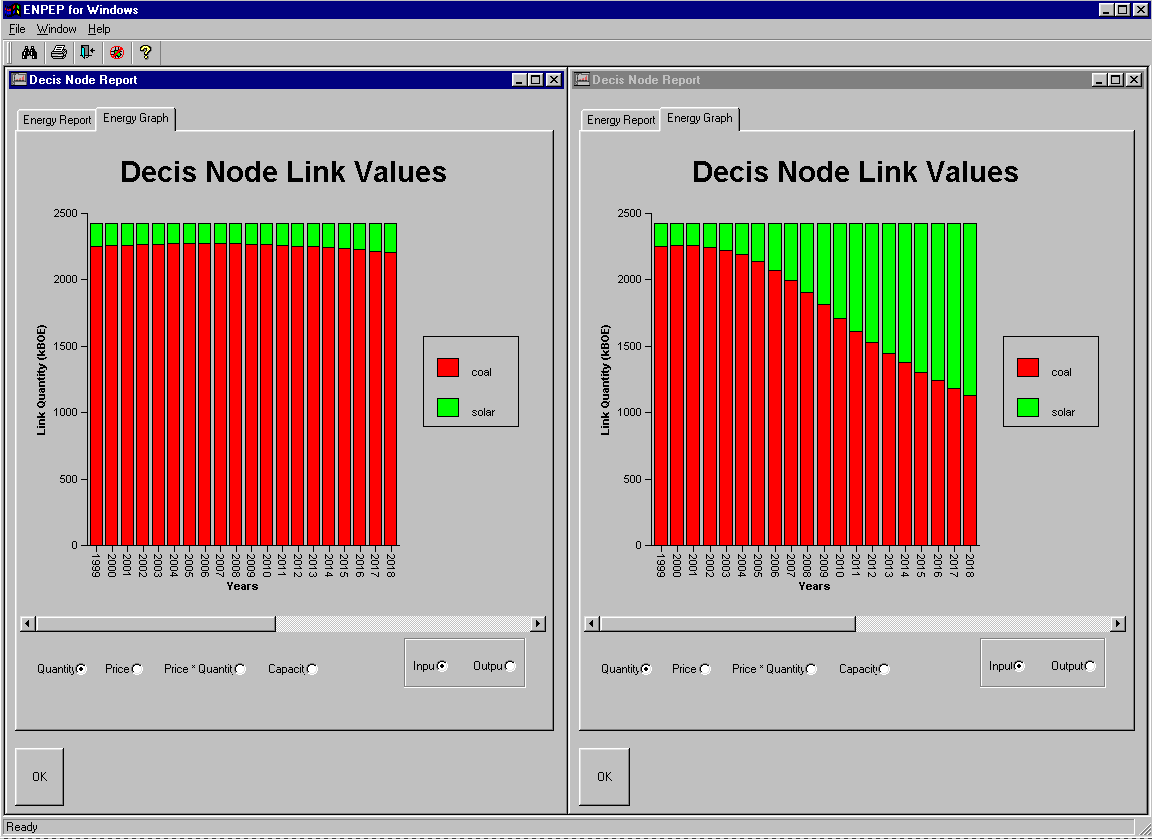 ENPEP for Windows
File Window Help
Decis Node Report
Energy Report Energy Graph
Decis Node Link Values
2500
2000
1500
1000
500
0
Link Quantity (kBOE)
1999 2000 2001 2002 2003 2004 2005 2006 2007 2008 2009 2010 2011 2012 2013 2014 2015 2016 2017 2018
Years
coal
solar
Quantity Price Price * Quantit Capacit
Inpu Outpu
OK
Decis Node Report
Energy Report Energy Graph
Decis Node Link Values
2500
2000
1500
1000
500
0
Link Quantity (kBOE)
1999 2000 2001 2002 2003 2004 2005 2006 2007 2008 2009 2010 2011 2012 2013 2014 2015 2016 2017 2018
Years
coal
solar
Quantity Price Price * Quantity Capacity
Input Output
OK
Ready